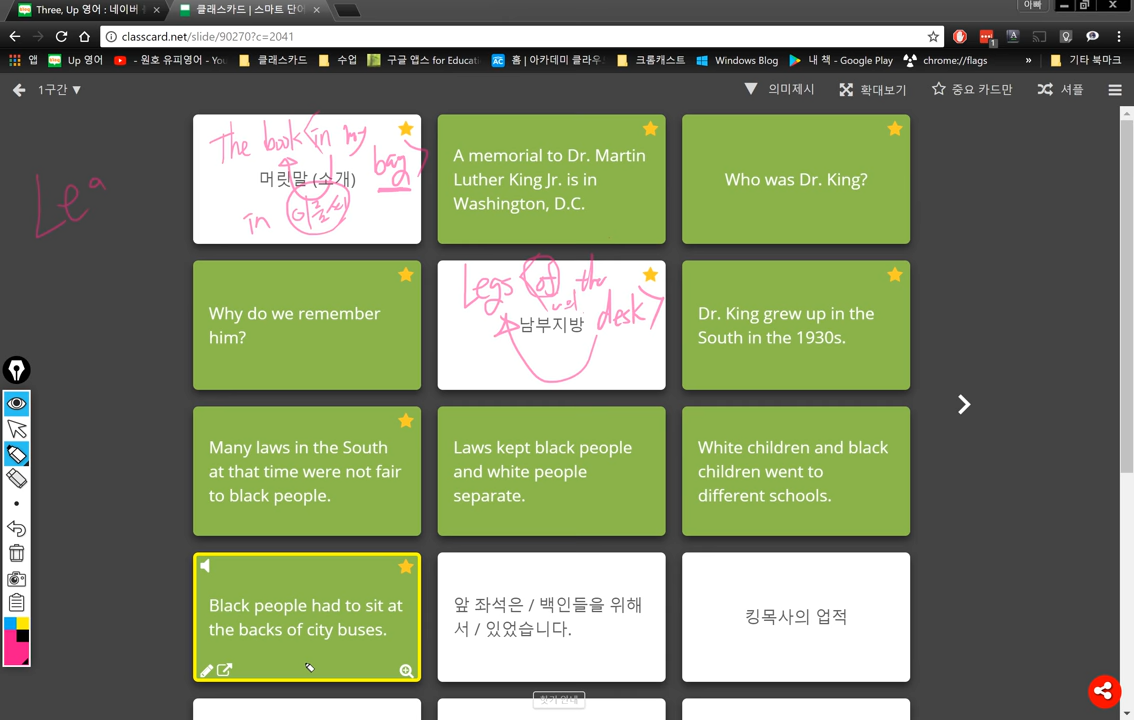 Three, Up 영어 : 네이버
클래스카드 | 스마트 단어
아빠
classcard.net/slide/90270?c=2041
앱
Up 영어
- 원호 유피영어 - You
클래스카드
수업
구글 앱스 for Educati
홈 | 아카데미 클라우
크롬캐스트
Windows Blog
내 책 - Google Play
chrome://flags
»
기타 북마크
1구간 ▼
의미제시
확대보기
중요 카드만
셔플
Lea
The book in my
bag
머릿말 (소개)
in
A memorial to Dr. Martin
Luther King Jr. is in
Washington, D.C.
Who was Dr. King?
Why do we remember
him?
Legs of the
desk
남부지방
Dr. King grew up in the
South in the 1930s.
Many laws in the South
at that time were not fair
to black people.
Laws kept black people
and white people
separate.
White children and black
children went to
different schools.
Black people had to sit at
the backs of city buses.
앞 좌석은 / 백인들을 위해
서 / 있었습니다.
킹목사의 업적